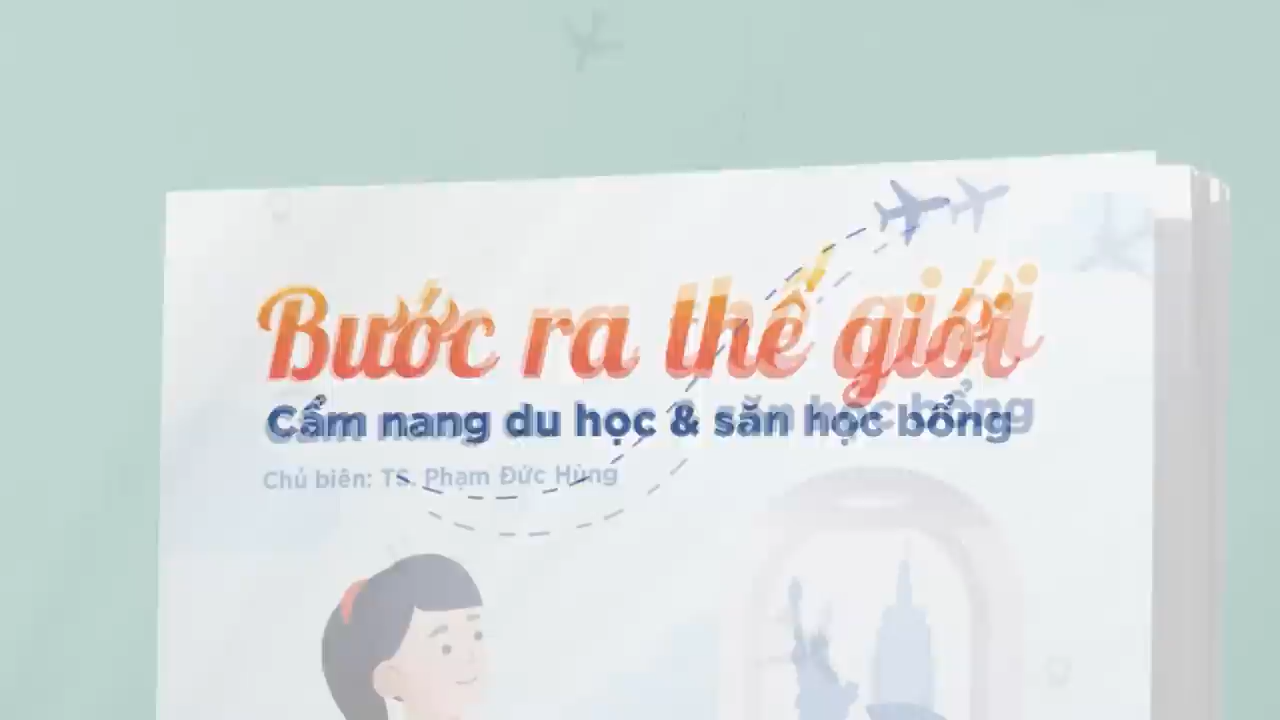 Bước ra thế giới
Cẩm nang du học & săn học bổng
Chủ biên: TS. Phạm Đức Hùng